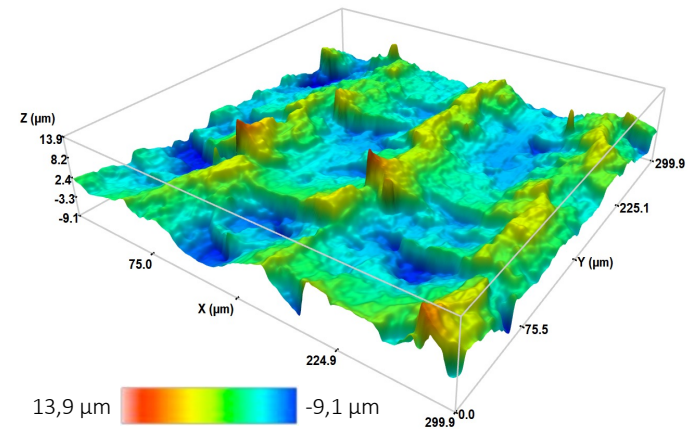 Z (µm)
13.9
8.2
2.4
-3.3
-9.1
75.0
X (µm)
224.9
299.9
0.0
75.5
Y (µm)
225.1
299.9
13,9 µm
-9,1 µm